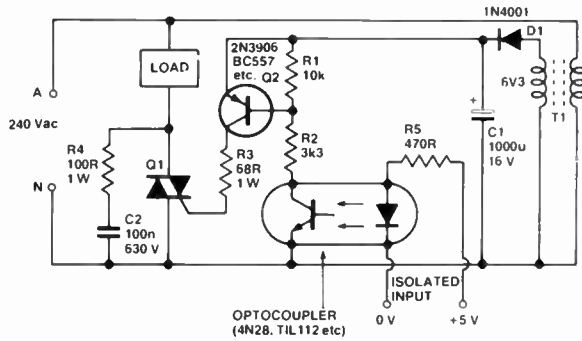 1N4001
D1
2N3906
BC557
etc.
Q2
R1
10k
LOAD
A
6V3
T1
+
C1
1000u
16 V
240 Vac
R4
100R
1 W
Q1
R2
3k3
R5
470R
R3
68R
1 W
N
C2
100n
630 V
ISOLATED
INPUT
OPTOCOUPLER
(4N28, TIL112 etc)
0 V
+5 V